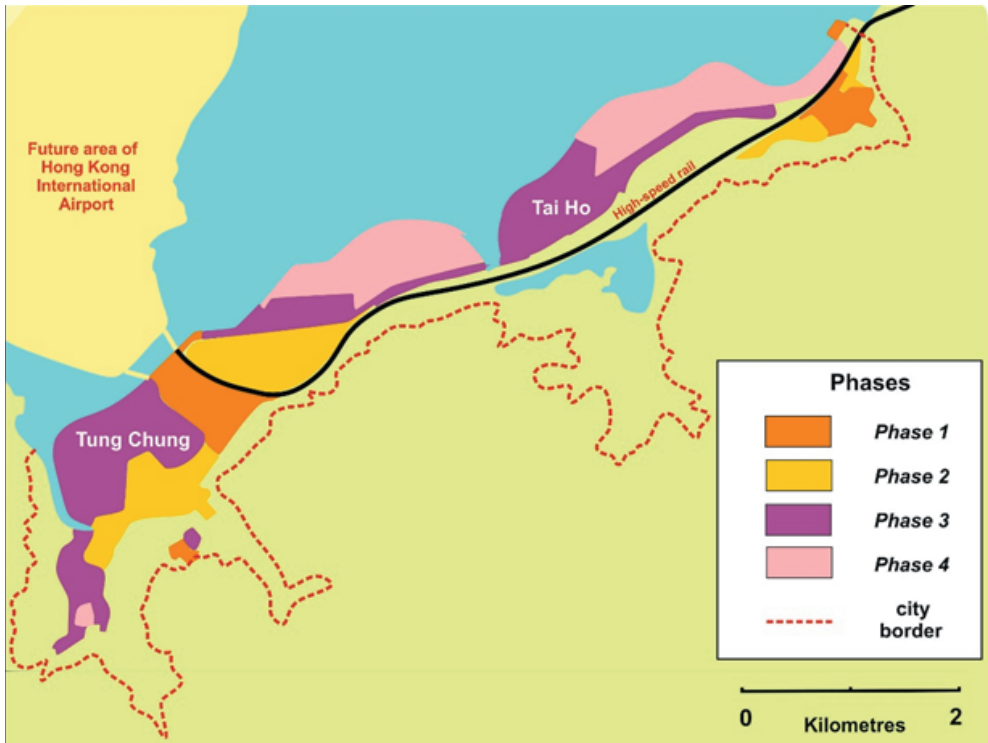 Future area of
Hong Kong
International
Airport
Tai Ho
High-speed rail
Tung Chung
Phases
Phase 1
Phase 2
Phase 3
Phase 4
city
border
0
2
Kilometres